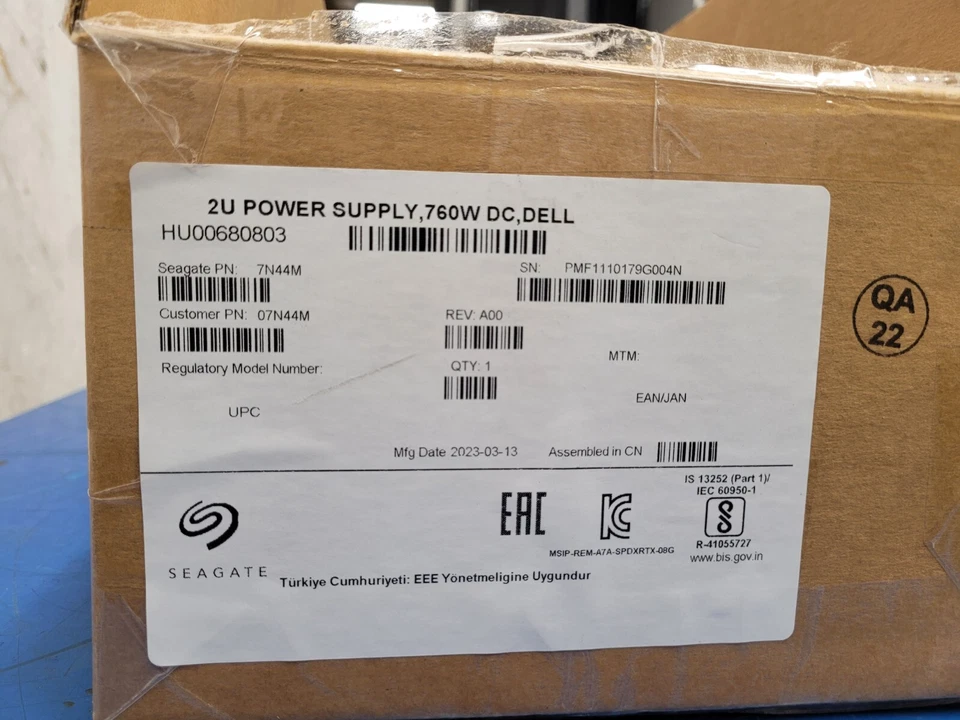 2U POWER SUPPLY,760W DC,DELL
HU00680803
Seagate PN: 7N44M
SN: PMF1110179G004N
Customer PN: 07N44M
REV: A00
Regulatory Model Number:
QTY: 1
MTM:
UPC
EAN/JAN
Mfg Date 2023-03-13
Assembled in CN
QA
22
IS 13252 (Part 1)/
IEC 60950-1
EAC
KC
MSIP-REM-A7A-SPDXRTX-08G
R-41055727
www.bis.gov.in
SEAGATE
Türkiye Cumhuriyeti: EEE Yönetmeligine Uygundur